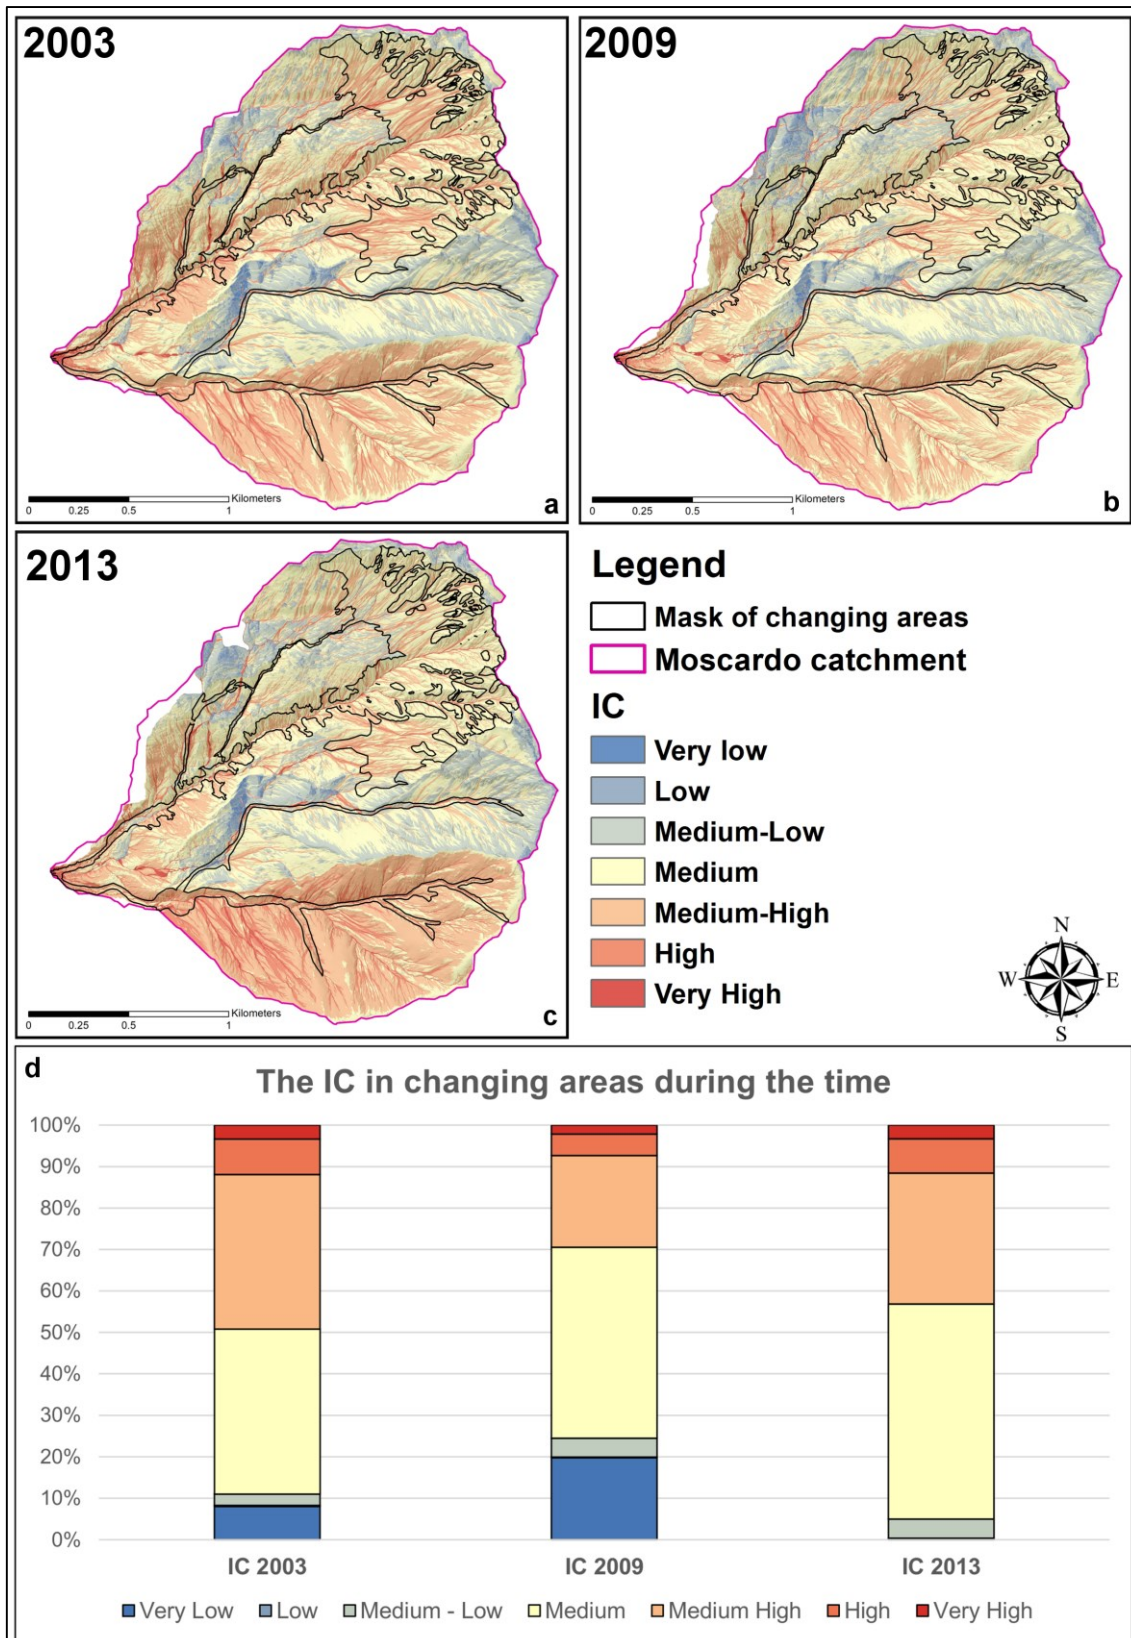 2003
Kilometers
0 0.25 0.5 1
a
2009
Kilometers
0 0.25 0.5 1
b
2013
Kilometers
0 0.25 0.5 1
c
Legend
Mask of changing areas
Moscardo catchment
IC
Very low
Low
Medium-Low
Medium
Medium-High
High
Very High
N
W E
S
d
The IC in changing areas during the time
100%
90%
80%
70%
60%
50%
40%
30%
20%
10%
0%
IC 2003 IC 2009 IC 2013
Very Low Low Medium - Low Medium Medium High High Very High